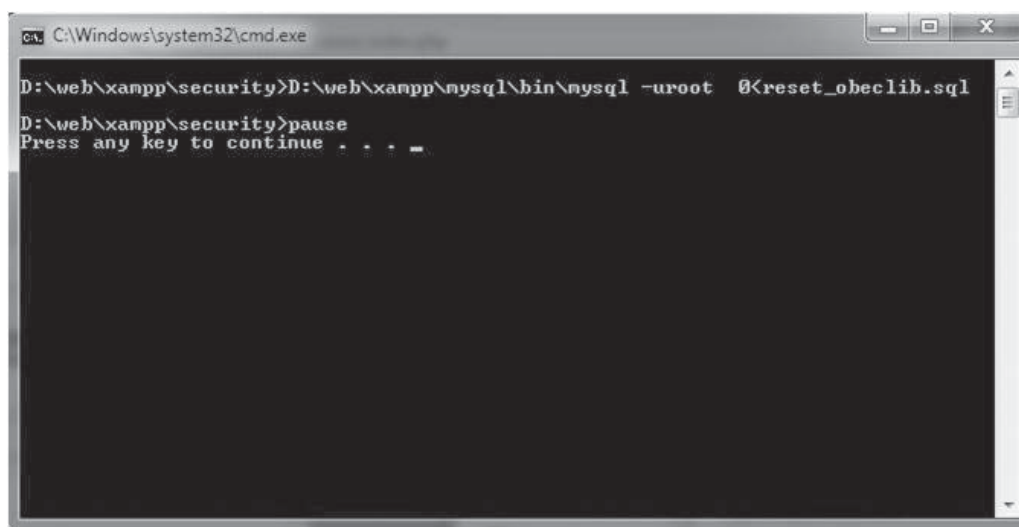 C:\Windows\system32\cmd.exe
D:\web\xampp\security>D:\web\xampp\mysql\bin\mysql -uroot  0<reset_obeclib.sql
D:\web\xampp\security>pause
Press any key to continue . . . _